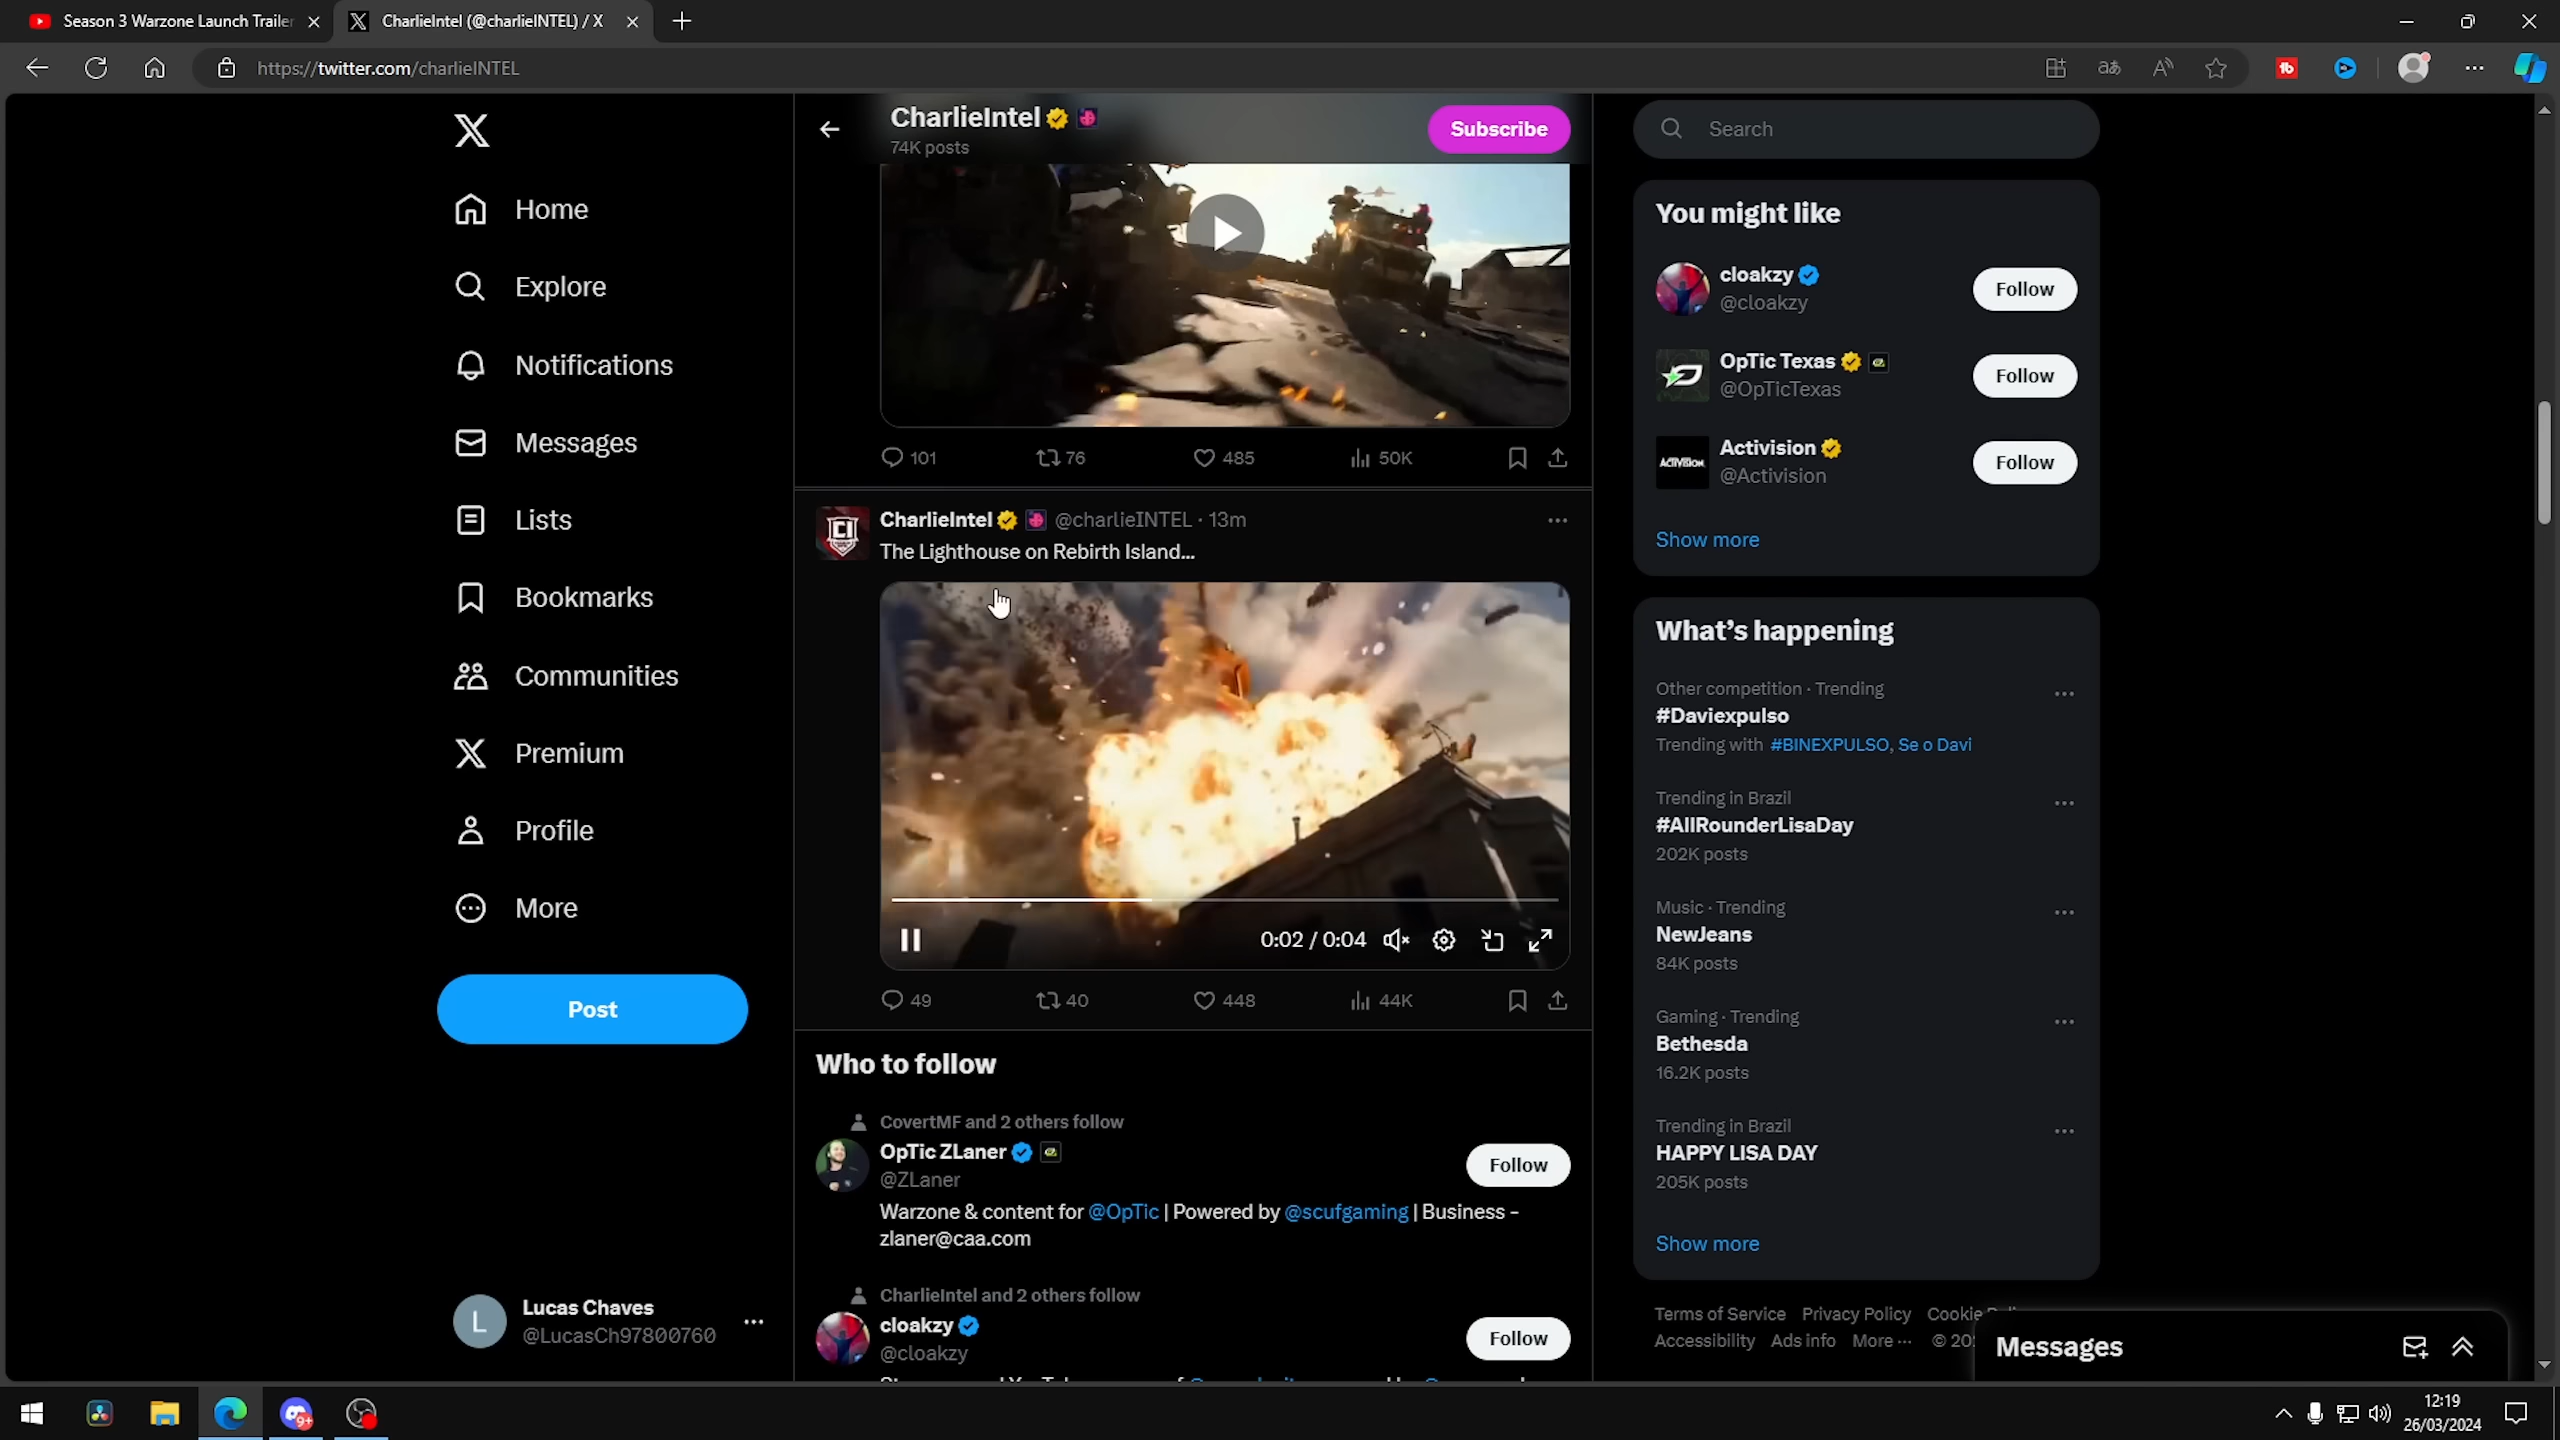 Season 3 Warzone Launch Trailer
CharlieIntel (@charlieINTEL) / X
https://twitter.com/charlieINTEL
Home
Explore
Notifications
Messages
Lists
Bookmarks
Communities
Premium
Profile
More
Post
Lucas Chaves
@LucasCh97800760
L
CharlieIntel
74K posts
Subscribe
101 76 485 50K
CharlieIntel @charlieINTEL · 13m
The Lighthouse on Rebirth Island...
0:02 / 0:04
49 40 448 44K
Who to follow
CovertMF and 2 others follow
OpTic ZLaner
@ZLaner
Follow
Warzone & content for @OpTic | Powered by @scufgaming | Business -
zlaner@caa.com
CharlieIntel and 2 others follow
cloakzy
@cloakzy
Follow
Search
You might like
cloakzy
@cloakzy
Follow
OpTic Texas
@OpTicTexas
Follow
ACTIVISION
Activision
@Activision
Follow
Show more
What's happening
Other competition · Trending
#Daviexpulso
Trending with #BINEXPULSO, Se o Davi
Trending in Brazil
#AllRounderLisaDay
202K posts
Music · Trending
NewJeans
84K posts
Gaming · Trending
Bethesda
16.2K posts
Trending in Brazil
HAPPY LISA DAY
205K posts
Show more
Terms of Service Privacy Policy Cookie
Accessibility Ads info More ··· © 20
Messages
9+
12:19
26/03/2024